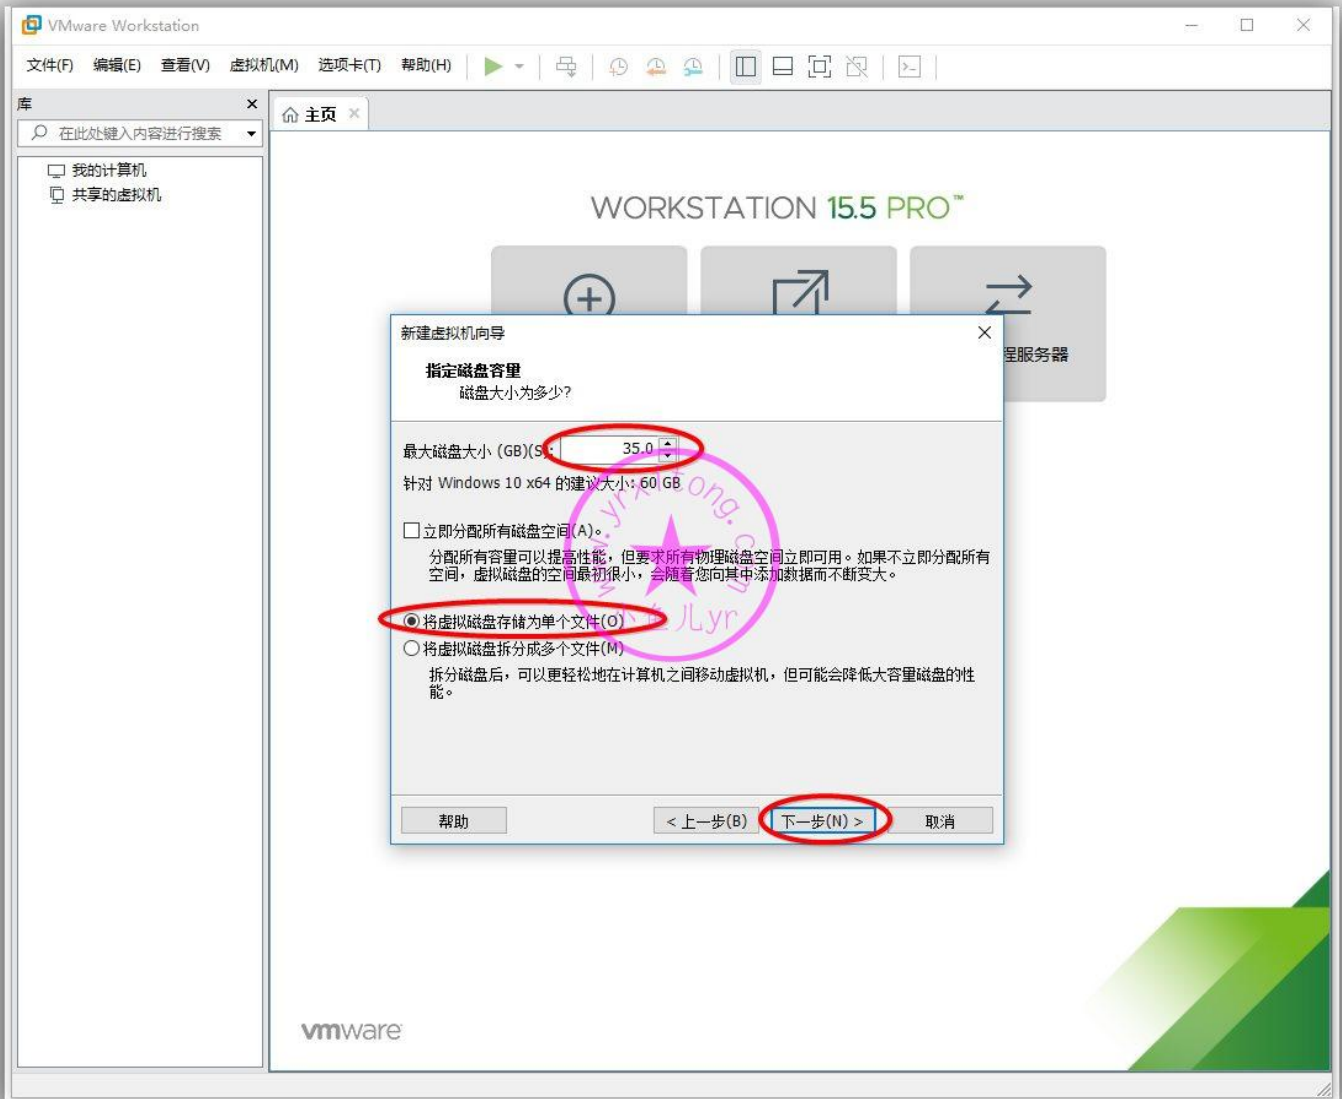 VMware Workstation
文件(F) 编辑(E) 查看(V) 虚拟机(M) 选项卡(T) 帮助(H)
库
主页
在此处键入内容进行搜索
我的计算机
共享的虚拟机
WORKSTATION 15.5 PRO™
程服务器
新建虚拟机向导
指定磁盘容量
磁盘大小为多少?
最大磁盘大小 (GB)(S): 35.0
针对 Windows 10 x64 的建议大小: 60 GB
立即分配所有磁盘空间(A)。
分配所有容量可以提高性能，但要求所有物理磁盘空间立即可用。如果不立即分配所有
空间，虚拟磁盘的空间最初很小，会随着您向其中添加数据而不断变大。
将虚拟磁盘存储为单个文件(O)
将虚拟磁盘拆分成多个文件(M)
拆分磁盘后，可以更轻松地在计算机之间移动虚拟机，但可能会降低大容量磁盘的性
能。
www.yrxitong.com
小鱼儿yr
帮助 < 上一步(B) 下一步(N) > 取消
vmware